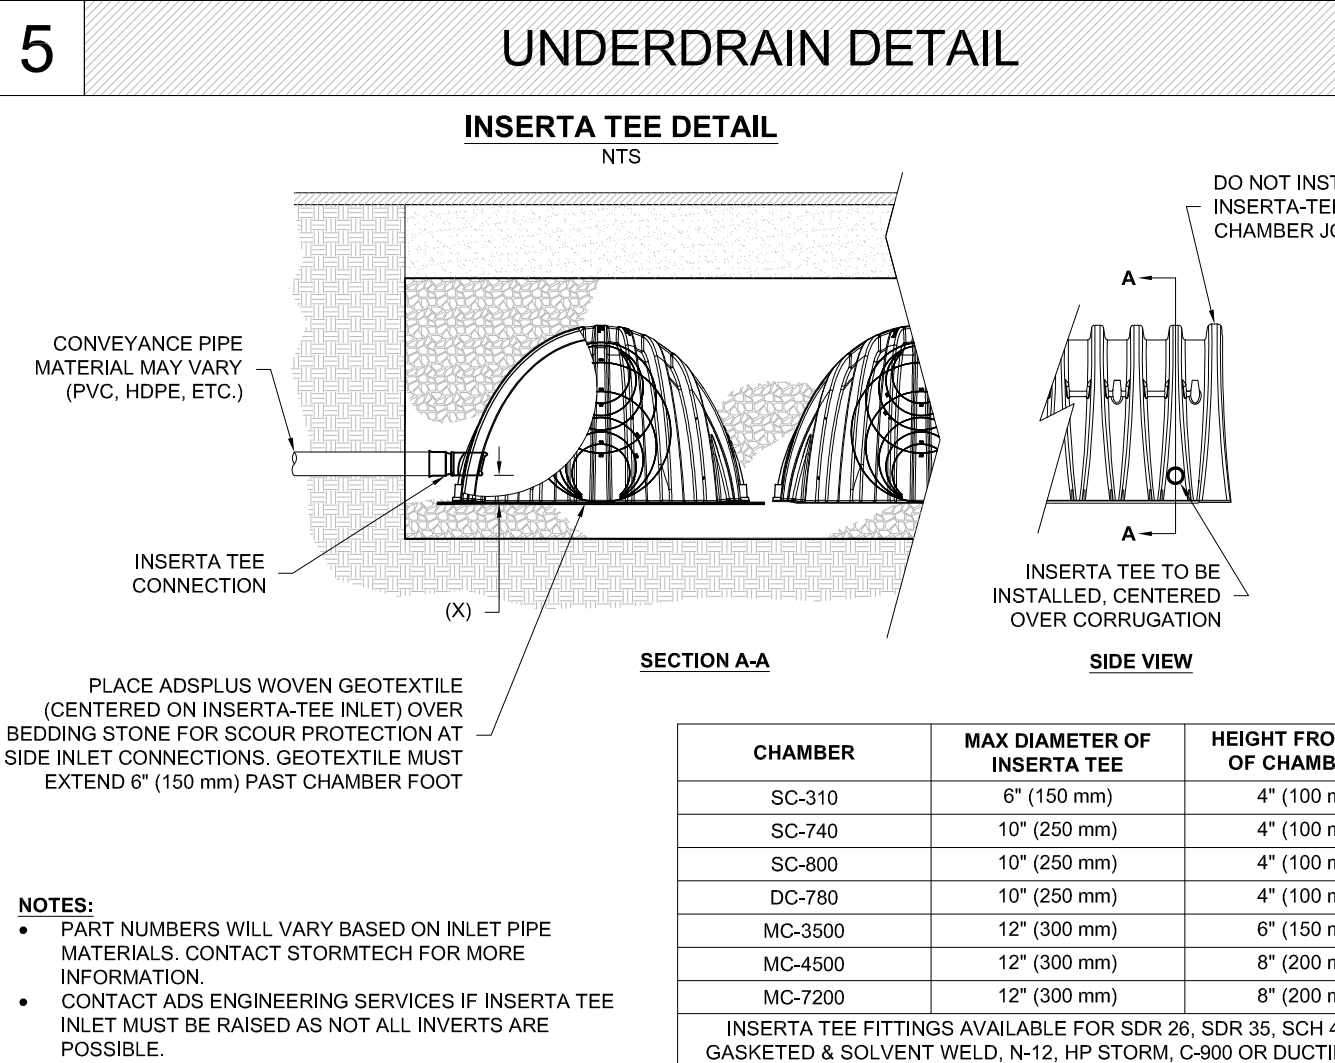 5
UNDERDRAIN DETAIL
INSERTA TEE DETAIL
NTS
DO NOT
CHAMBER
A
CONVEYANCE PIPE
MATERIAL MAY VARY
(PVC, HDPE, ETC.)
INSERTA TEE
CONNECTION
(X)
A
INSERTA TEE TO BE
INSTALLED, CENTERED
OVER CORRUGATION
SECTION A-A
SIDE VIEW
PLACE ADSPLUS WOVEN GEOTEXTILE
(CENTERED ON INSERTA-TEE INLET) OVER
BEDDING STONE FOR SCOUR PROTECTION AT
SIDE INLET CONNECTIONS. GEOTEXTILE MUST
EXTEND 6" (150 mm) PAST CHAMBER FOOT
CHAMBER MAX DIAMETER OF HEIGHT
INSERTA TEE OF
SC-310 6" (150 mm) 4" (100
SC-740 10" (250 mm) 4" (100
SC-800 10" (250 mm) 4" (100
DC-780 10" (250 mm) 4" (100
MC-3500 12" (300 mm) 6" (150
MC-4500 12" (300 mm) 8" (200
MC-7200 12" (300 mm) 8" (200
INSERTA TEE FITTINGS AVAILABLE FOR SDR 26, SDR 35, SCH
GASKETED & SOLVENT WELD, N-12, HP STORM, C-900 OR
NOTES:
• PART NUMBERS WILL VARY BASED ON INLET PIPE
MATERIALS. CONTACT STORMTECH FOR MORE
INFORMATION.
• CONTACT ADS ENGINEERING SERVICES IF INSERTA TEE
INLET MUST BE RAISED AS NOT ALL INVERTS ARE
POSSIBLE.